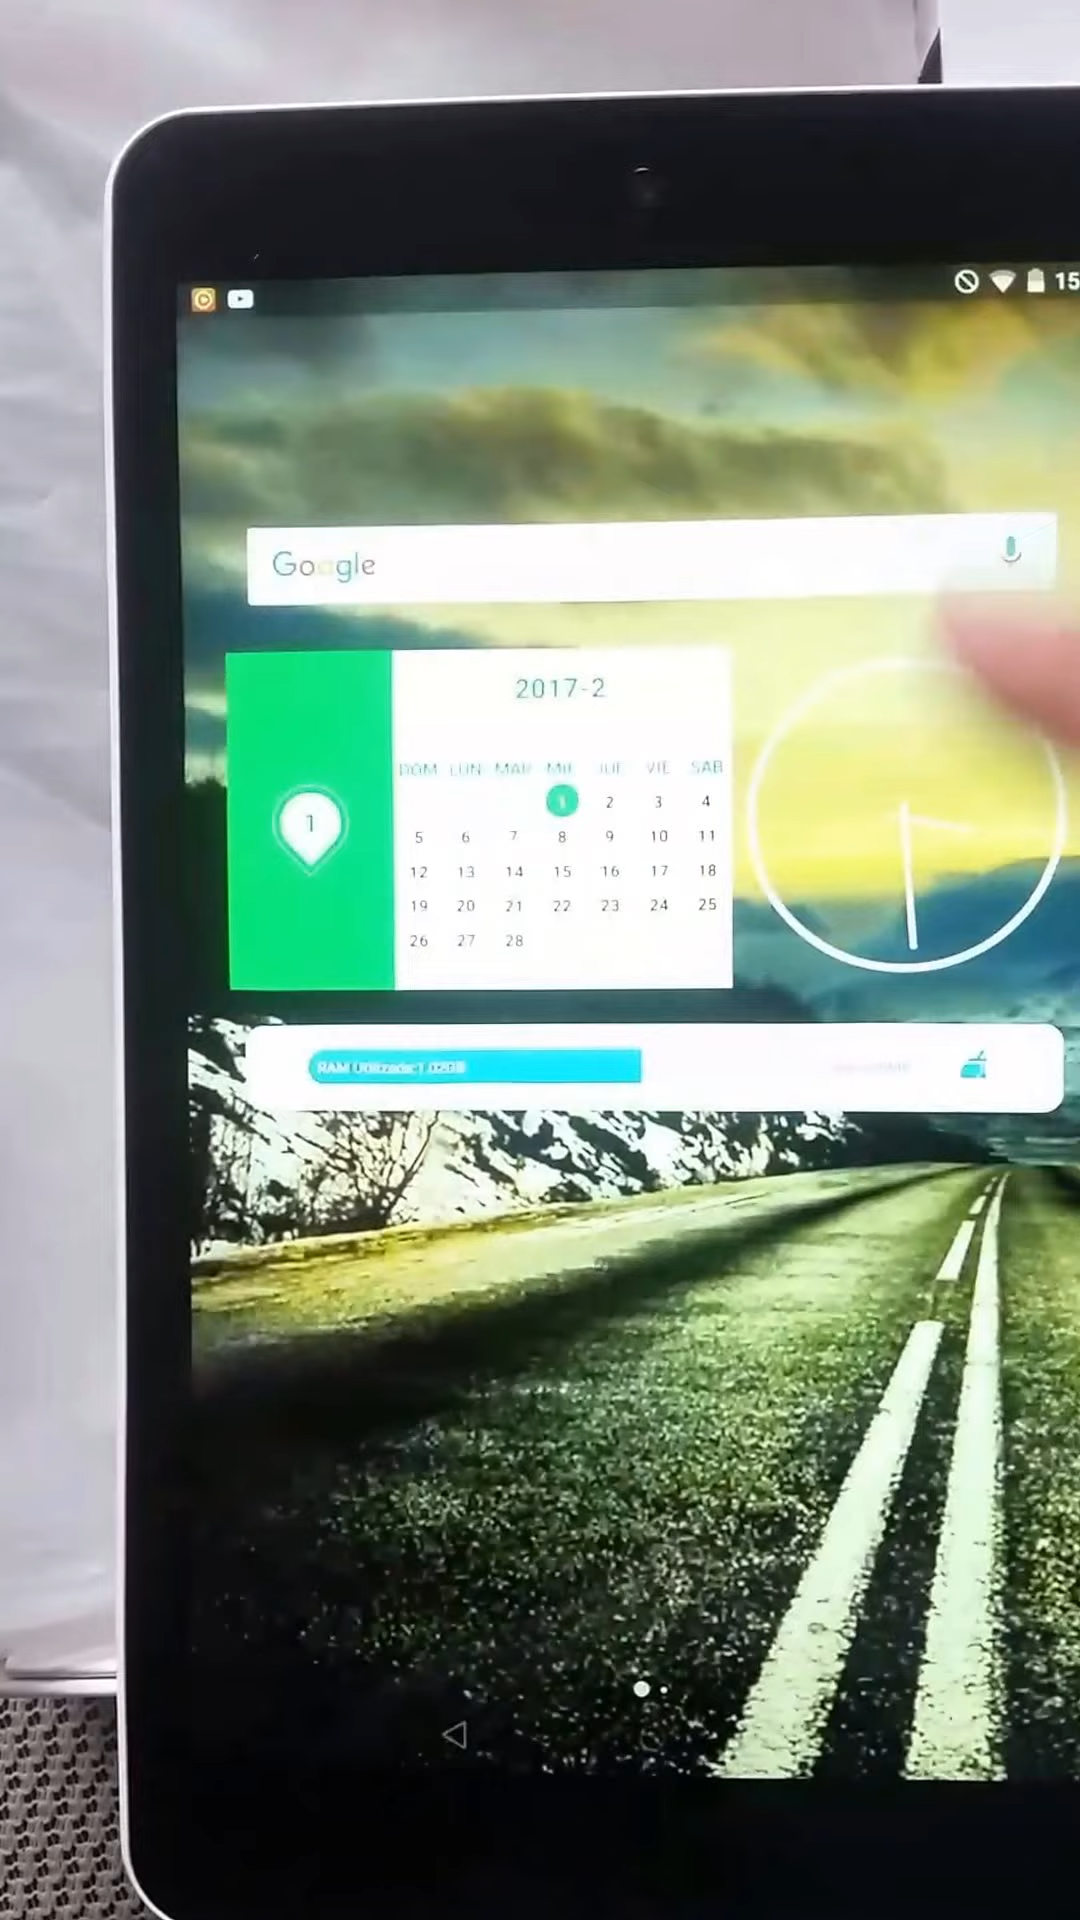 15
Google
2017-2
DOM LUN MAR MIE JUE VIE SAB
1 2 3 4
1
5 6 7 8 9 10 11
12 13 14 15 16 17 18
19 20 21 22 23 24 25
26 27 28
RAM Utilizada: